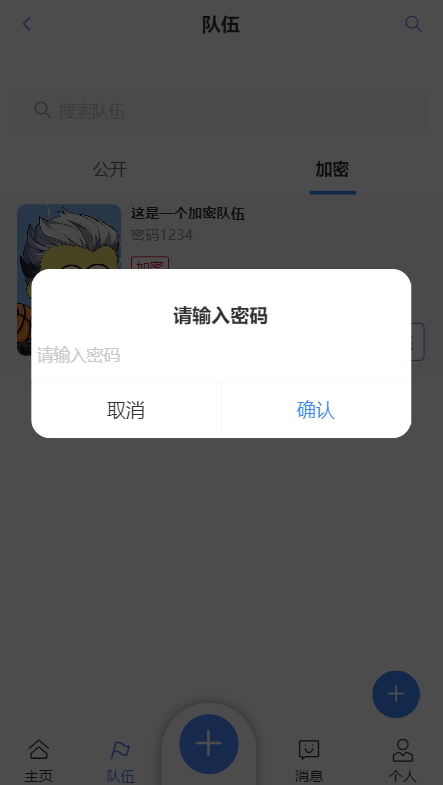 队伍
搜索队伍
公开 加密
这是一个加密队伍
密码1234
加密
请输入密码
请输入密码
取消 确认
主页 队伍 消息 个人